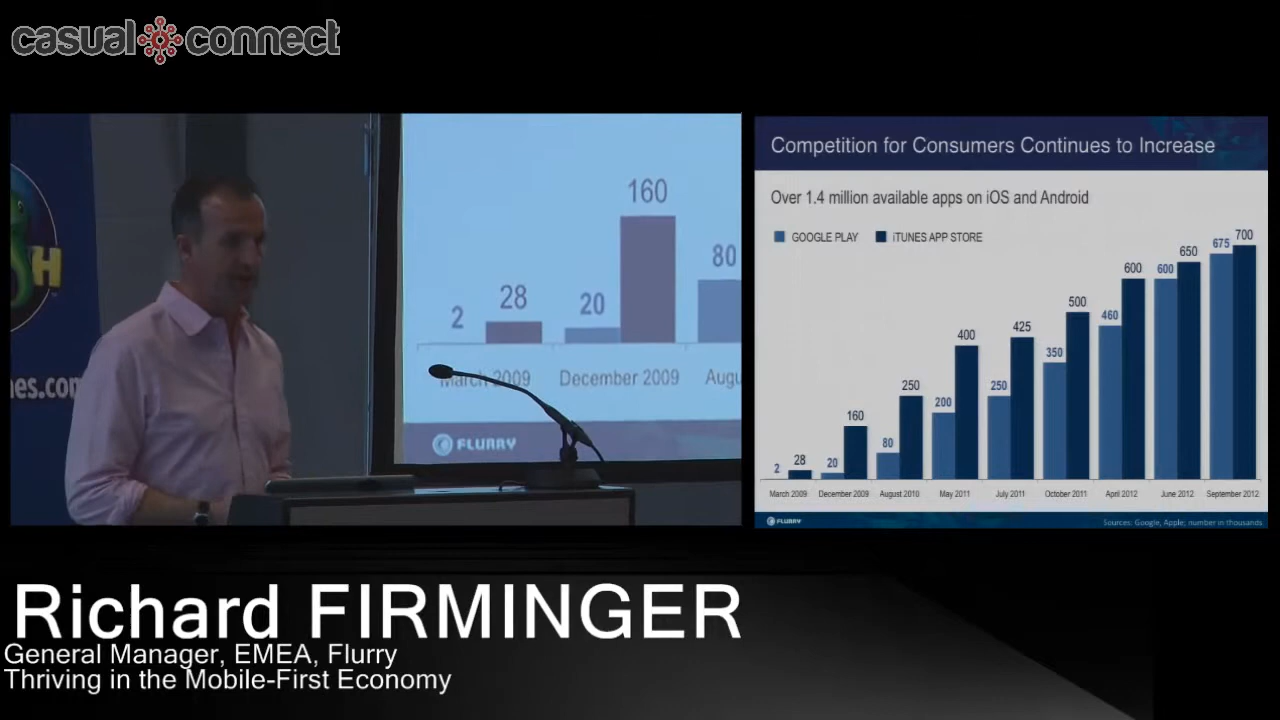 casual connect
H
nes.com
160
80
28
20
2
March 2009 December 2009 Augu
FLURRY
Competition for Consumers Continues to Increase
Over 1.4 million available apps on iOS and Android
GOOGLE PLAY iTUNES APP STORE
2 28 20 160 80 250 200 400 250 425 350 500 460 600 600 650 675 700
March 2009 December 2009 August 2010 May 2011 July 2011 October 2011 April 2012 June 2012 September 2012
FLURRY Sources: Google, Apple; number in thousands
Richard FIRMINGER
General Manager, EMEA, Flurry
Thriving in the Mobile-First Economy